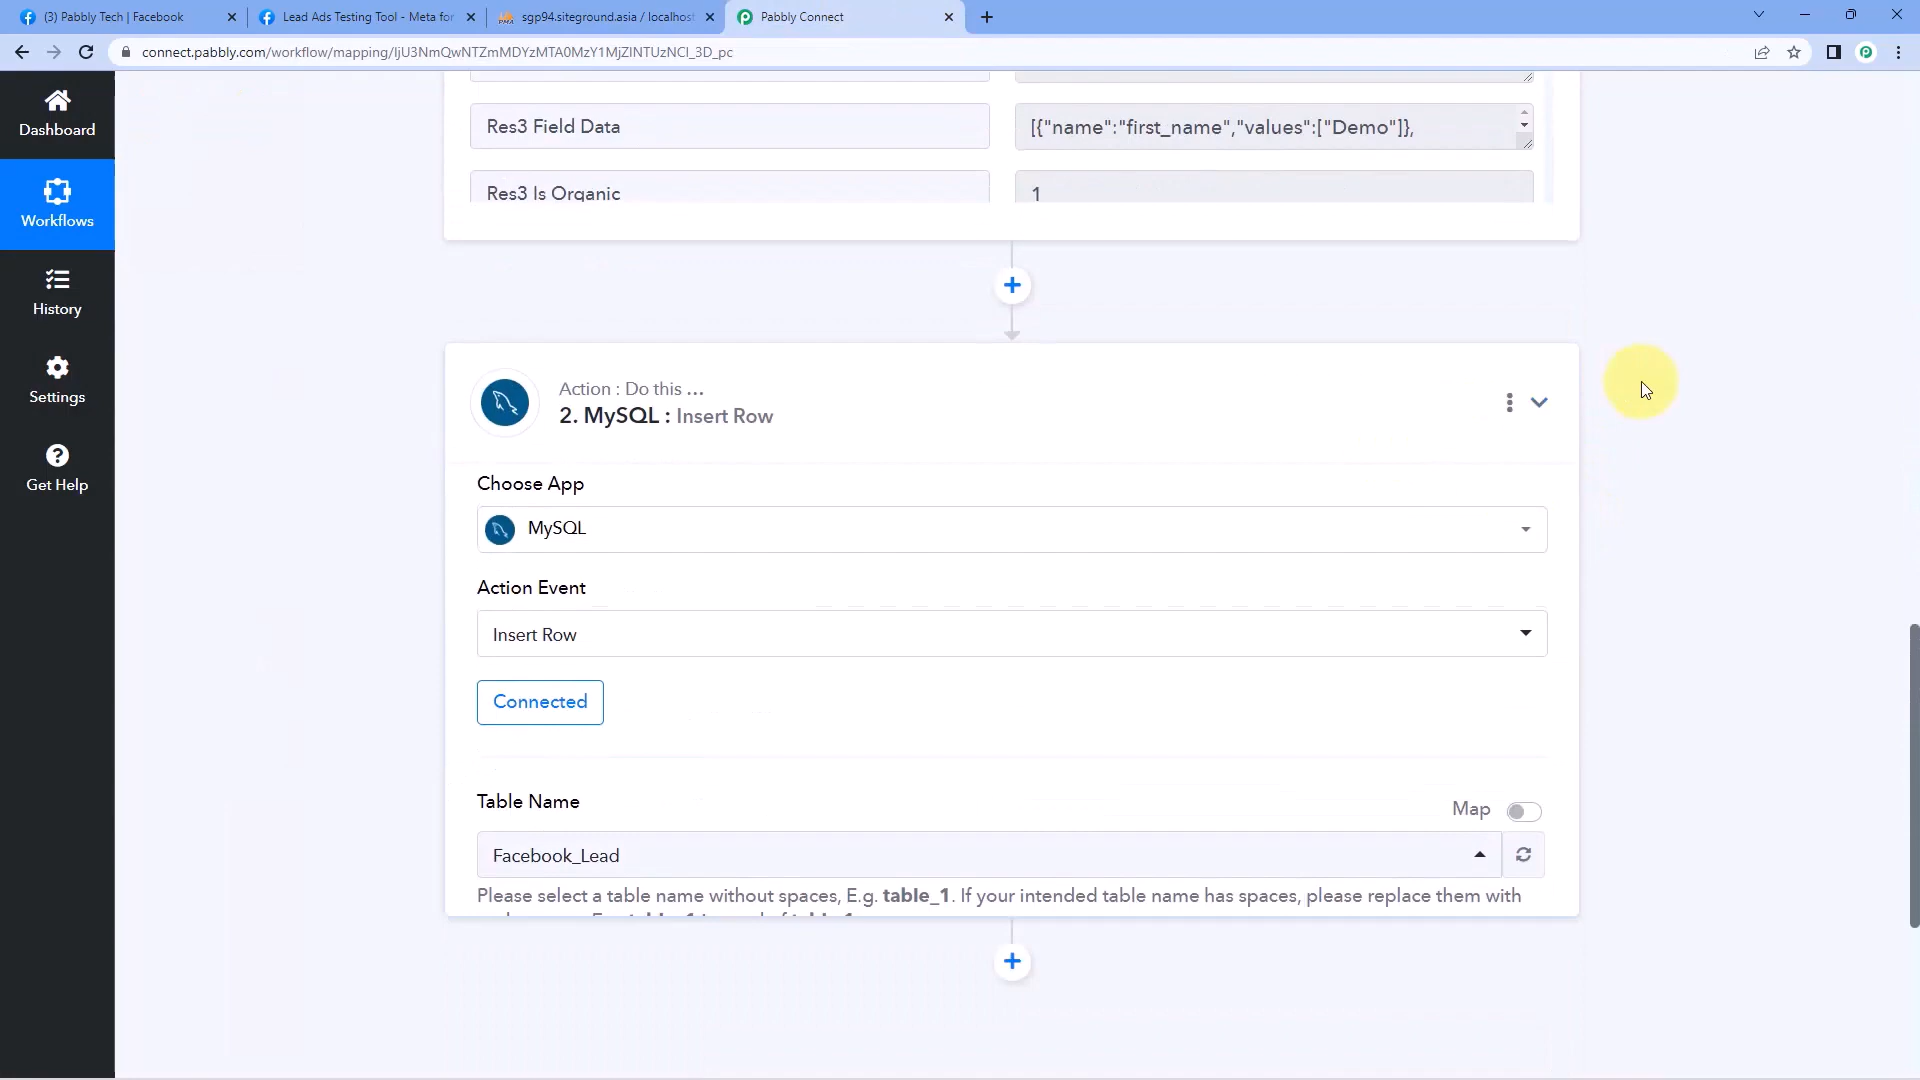 (3) Pabbly Tech | Facebook
Lead Ads Testing Tool - Meta for
sgp94.siteground.asia / localhost
Pabbly Connect
connect.pabbly.com/workflow/mapping/IjU3NmQwNTZmMDYzMTA0MzY1MjZlNTUzNCI_3D_pc
Dashboard
Workflows
History
Settings
Get Help
Res3 Field Data
[{"name":"first_name","values":["Demo"]},
Res3 Is Organic
1
Action : Do this ...
2. MySQL : Insert Row
Choose App
MySQL
Action Event
Insert Row
Connected
Table Name
Map
Facebook_Lead
Please select a table name without spaces, E.g. table_1. If your intended table name has spaces, please replace them with